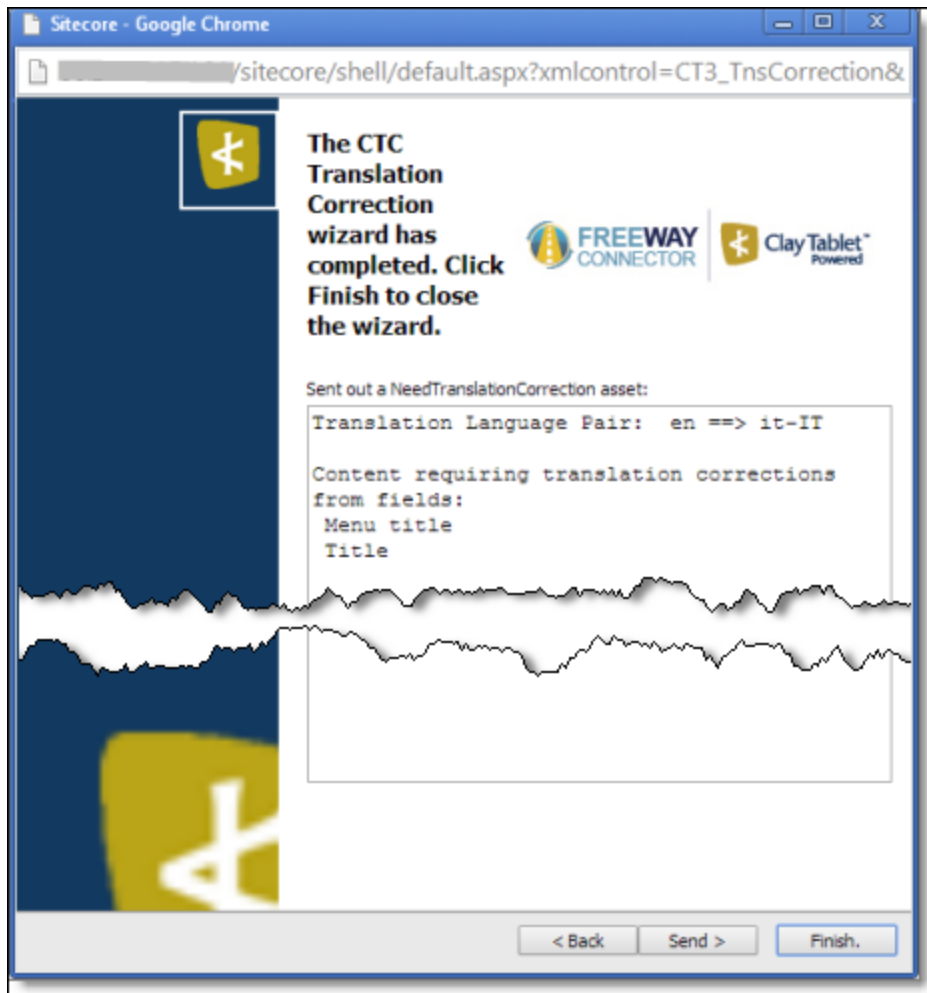 Sitecore - Google Chrome
/sitecore/shell/default.aspx?xmlcontrol=CT3_TnsCorrection&
The CTC
Translation
Correction
wizard has
completed. Click
Finish to close
the wizard.
FREEWAY
CONNECTOR
Clay Tablet™
Powered
Sent out a NeedTranslationCorrection asset:
Translation Language Pair:  en ==> it-IT
Content requiring translation corrections
from fields:
Menu title
Title
< Back
Send >
Finish.